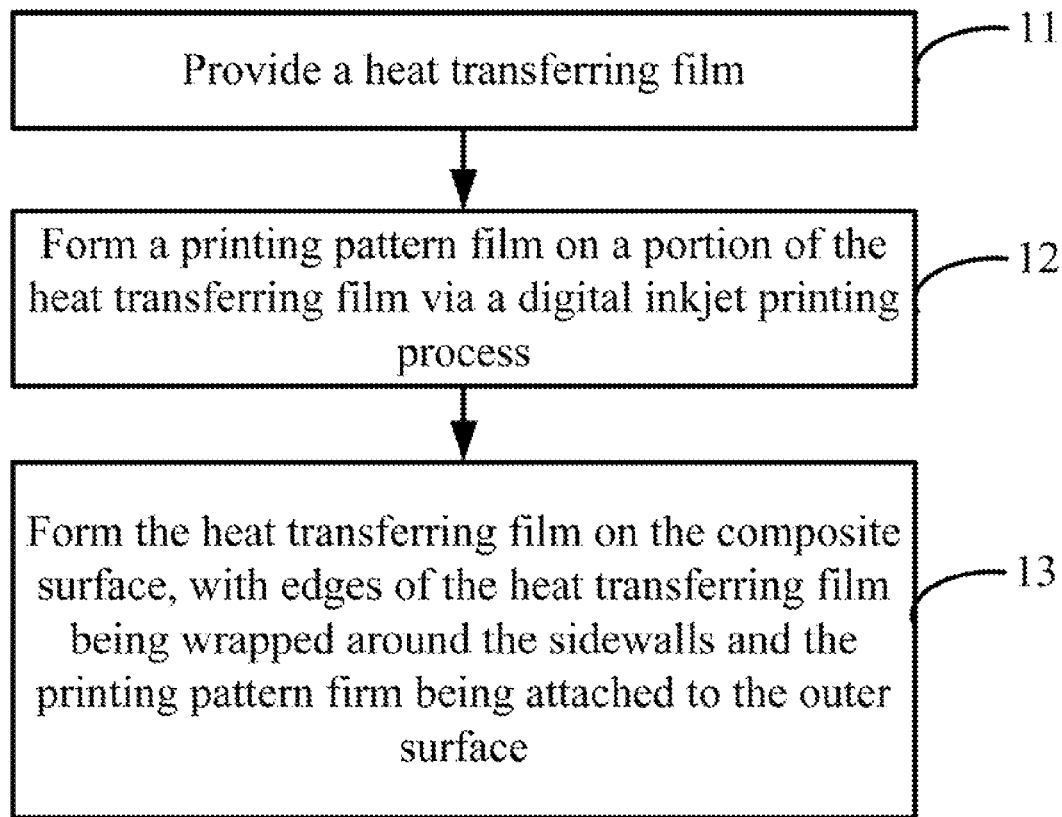 Provide a heat transferring film
11
Form a printing pattern film on a portion of the
heat transferring film via a digital inkjet printing
process
12
Form the heat transferring film on the composite
surface, with edges of the heat transferring film
being wrapped around the sidewalls and the
printing pattern firm being attached to the outer
surface
13